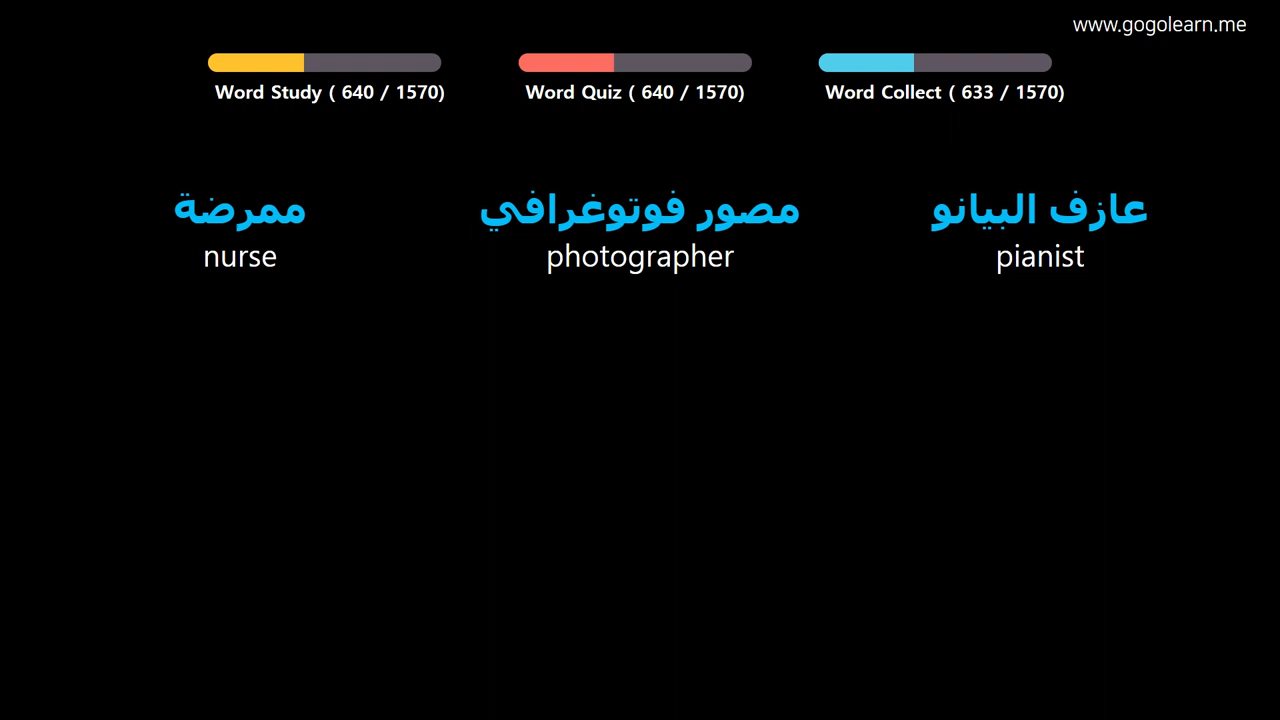 www.gogolearn.me
Word Study ( 640 / 1570)
Word Quiz ( 640 / 1570)
Word Collect ( 633 / 1570)
ممرضة
nurse
مصور فوتوغرافي
photographer
عازف البيانو
pianist